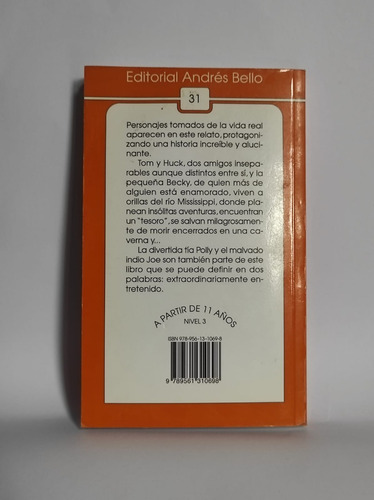 Editorial Andrés Bello
31
Personajes tomados de la vida real
aparecen en este relato, protagoni-
zando una historia increíble y aluci-
nante.
Tom y Huck, dos amigos insepa-
rables aunque distintos entre sí, y la
pequeña Becky, de quien más de
alguien está enamorado, viven a
orillas del río Mississippi, donde pla-
nean insólitas aventuras, encuentran
un "tesoro", se salvan milagrosamen-
te de morir encerrados en una ca-
verna y...
La divertida tía Polly y el malvado
indio Joe son también parte de este
libro que se puede definir en dos
palabras: extraordinariamente en-
tretenido.
A PARTIR DE 11 AÑOS
NIVEL 3
ISBN 978-956-13-1069-8
9 789561 310698